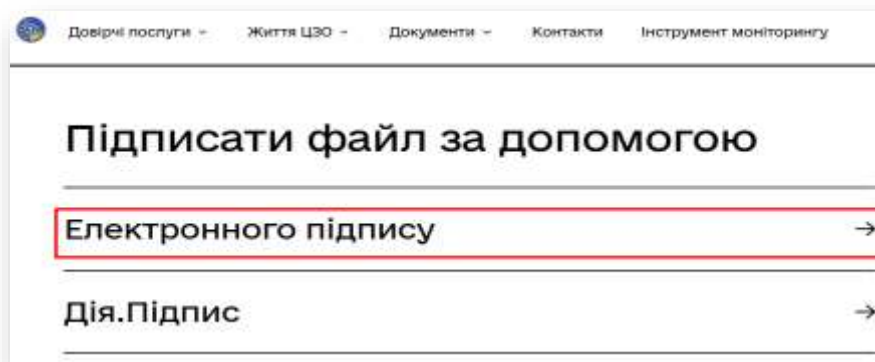 Довірчі послуги Життя ЦЗО Документи Контакти Інструмент моніторингу
Підписати файл за допомогою
Електронного підпису
Дія.Підпис